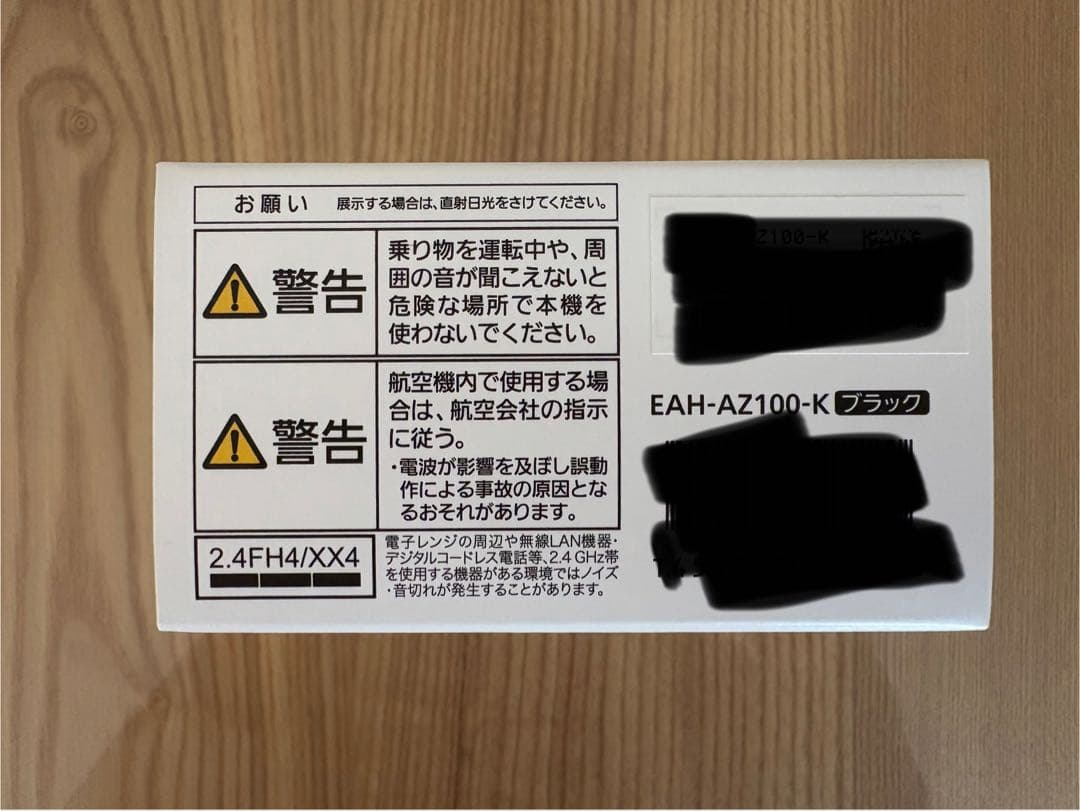 お願い 展示する場合は、直射日光をさけてください。
警告
乗り物を運転中や、周
囲の音が聞こえないと
危険な場所で本機を
使わないでください。
警告
航空機内で使用する場
合は、航空会社の指示
に従う。
・電波が影響を及ぼし誤動
作による事故の原因とな
るおそれがあります。
2.4FH4/XX4
電子レンジの周辺や無線LAN機器・
デジタルコードレス電話等、2.4 GHz帯
を使用する機器がある環境ではノイズ
・音切れが発生することがあります。
Z100-K
EAH-AZ100-K ブラック